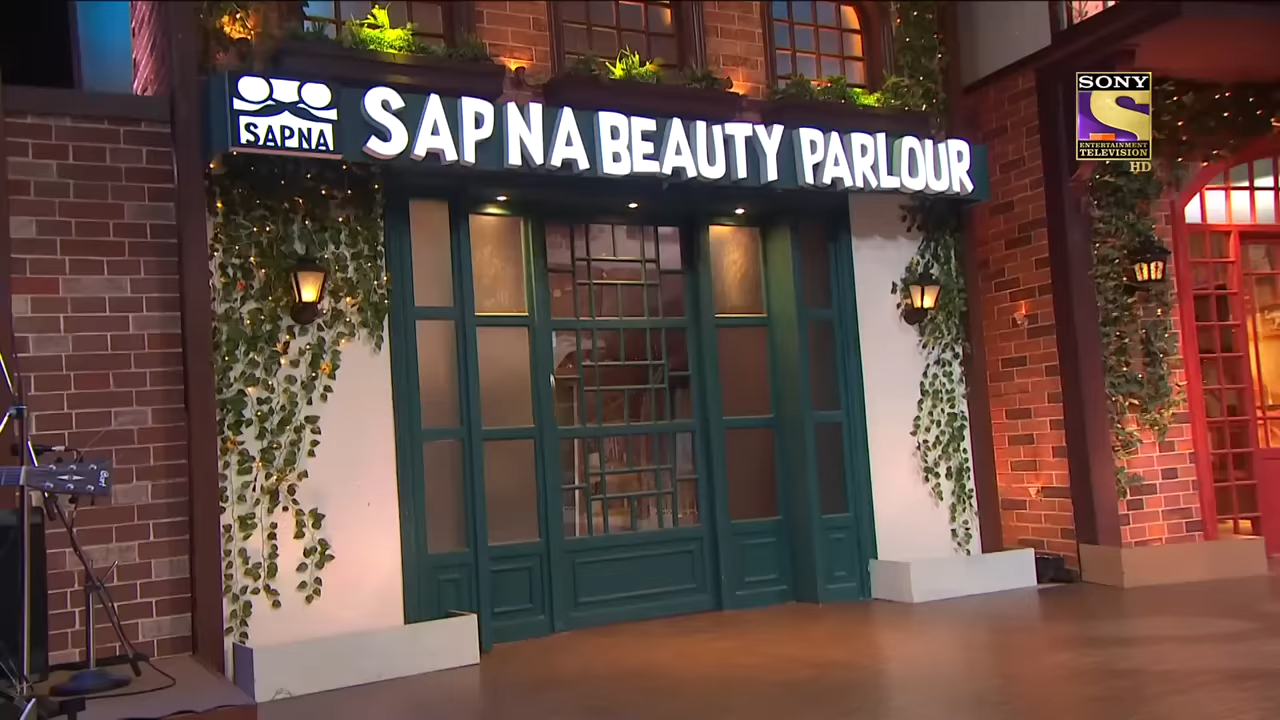 SAPNA
SAPNA BEAUTY PARLOUR
SONY
S
ENTERTAINMENT
TELEVISION
HD